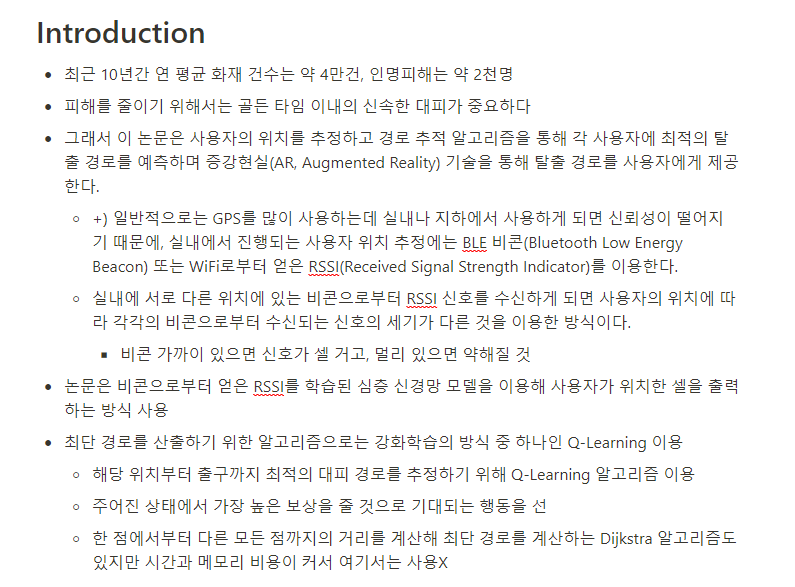 Introduction
최근 10년간 연 평균 화재 건수는 약 4만건, 인명피해는 약 2천명
피해를 줄이기 위해서는 골든 타임 이내의 신속한 대피가 중요하다
그래서 이 논문은 사용자의 위치를 추정하고 경로 추적 알고리즘을 통해 각 사용자에 최적의 탈
출 경로를 예측하며 증강현실(AR, Augmented Reality) 기술을 통해 탈출 경로를 사용자에게 제공
한다.
+) 일반적으로는 GPS를 많이 사용하는데 실내나 지하에서 사용하게 되면 신뢰성이 떨어지
기 때문에, 실내에서 진행되는 사용자 위치 추정에는 BLE 비콘(Bluetooth Low Energy
Beacon) 또는 WiFi로부터 얻은 RSSI(Received Signal Strength Indicator)를 이용한다.
실내에 서로 다른 위치에 있는 비콘으로부터 RSSI 신호를 수신하게 되면 사용자의 위치에 따
라 각각의 비콘으로부터 수신되는 신호의 세기가 다른 것을 이용한 방식이다.
비콘 가까이 있으면 신호가 셀 거고, 멀리 있으면 약해질 것
논문은 비콘으로부터 얻은 RSSI를 학습된 심층 신경망 모델을 이용해 사용자가 위치한 셀을 출력
하는 방식 사용
최단 경로를 산출하기 위한 알고리즘으로는 강화학습의 방식 중 하나인 Q-Learning 이용
해당 위치부터 출구까지 최적의 대피 경로를 추정하기 위해 Q-Learning 알고리즘 이용
주어진 상태에서 가장 높은 보상을 줄 것으로 기대되는 행동을 선
한 점에서부터 다른 모든 점까지의 거리를 계산해 최단 경로를 계산하는 Dijkstra 알고리즘도
있지만 시간과 메모리 비용이 커서 여기서는 사용X